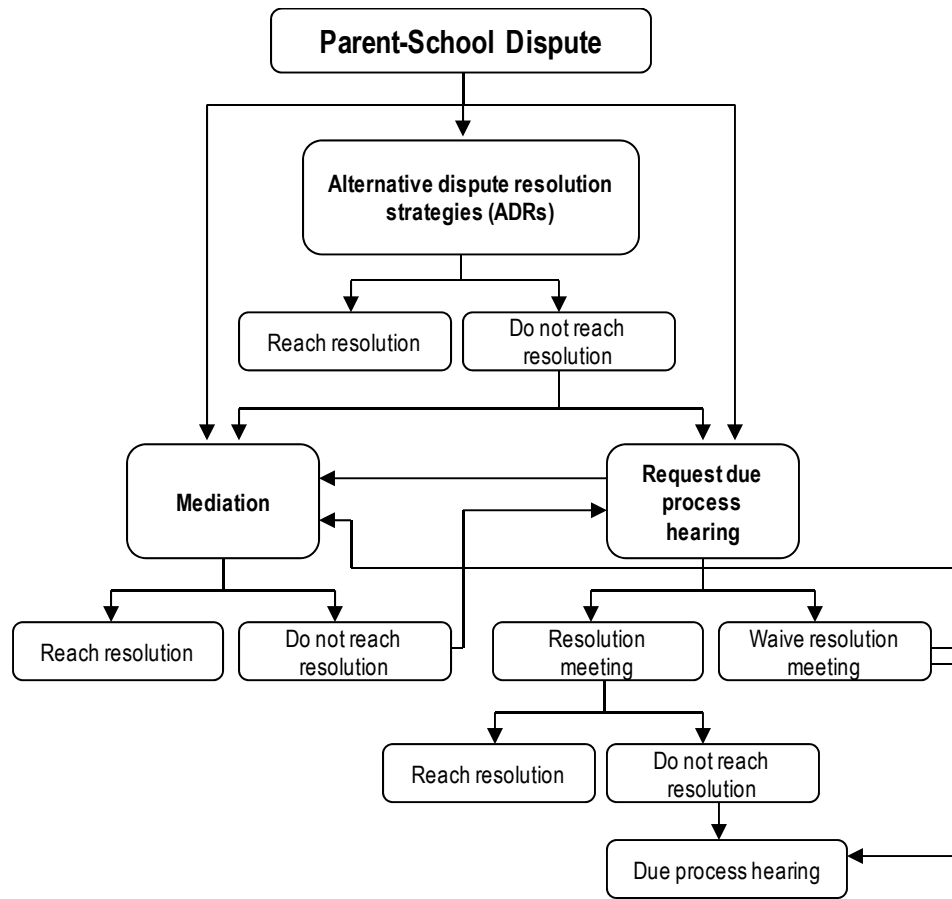 Parent-School Dispute
Alternative dispute resolution
strategies (ADRs)
Reach resolution
Do not reach
resolution
Mediation
Request due
process
hearing
Reach resolution
Do not reach
resolution
Resolution
meeting
Waive resolution
meeting
Reach resolution
Do not reach
resolution
Due process hearing